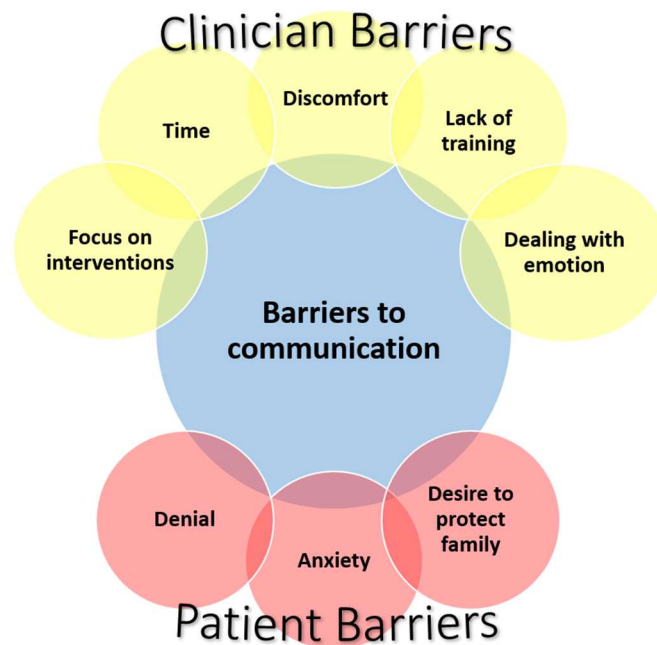 Clinician Barriers
Discomfort
Time
Lack of
training
Focus on
interventions
Dealing with
emotion
Barriers to
communication
Denial
Anxiety
Desire to
protect
family
Patient Barriers